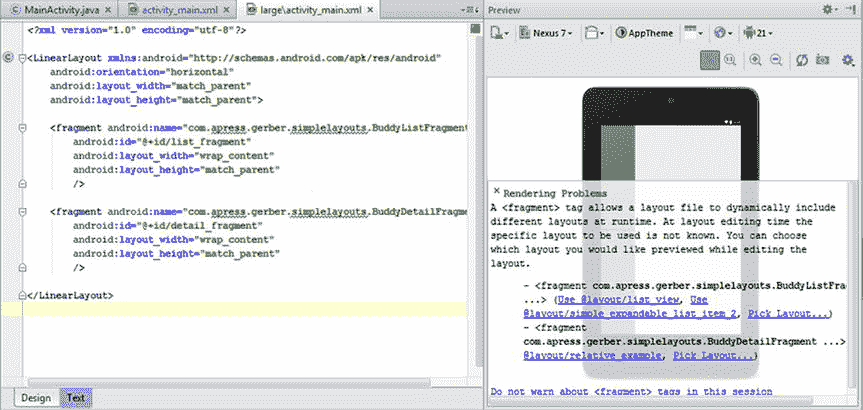 MainActivity.java × activity_main.xml × large\activity_main.xml ×
<?xml version="1.0" encoding="utf-8"?>
<LinearLayout xmlns:android="http://schemas.android.com/apk/res/android"
android:orientation="horizontal"
android:layout_width="match_parent"
android:layout_height="match_parent">
<fragment android:name="com.apress.gerber.simplelayouts.BuddyListFragment
android:id="@+id/list_fragment"
android:layout_width="wrap_content"
android:layout_height="match_parent"
/>
<fragment android:name="com.apress.gerber.simplelayouts.BuddyDetailFragme
android:id="@+id/detail_fragment"
android:layout_width="wrap_content"
android:layout_height="match_parent"
/>
</LinearLayout>
Design Text
Preview
Nexus 7 AppTheme 21
1:1
× Rendering Problems
A <fragment> tag allows a layout file to dynamically include
different layouts at runtime. At layout editing time the
specific layout to be used is not known. You can choose
which layout you would like previewed while editing the
layout.
- <fragment com.apress.gerber.simplelayouts.BuddyListFra
...> (Use @layout/list_view, Use
@layout/simple_expandable_list_item_2, Pick Layout...)
- <fragment
com.apress.gerber.simplelayouts.BuddyDetailFragment ...>
@layout/relative_example, Pick Layout...)
Do not warn about <fragment> tags in this session